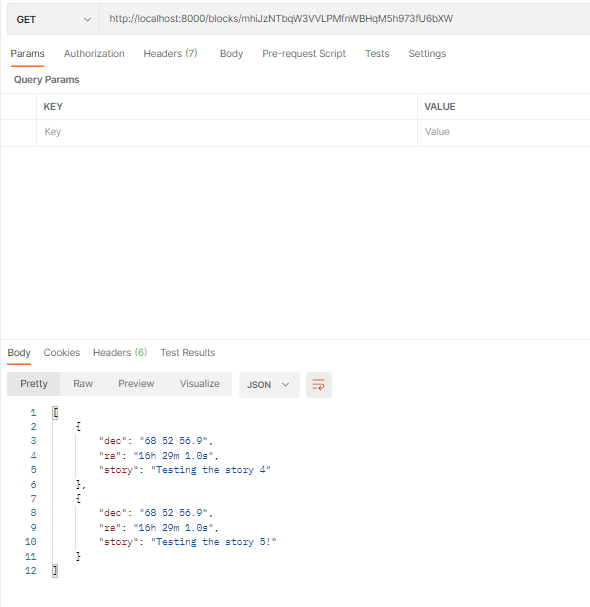 GET http://localhost:8000/blocks/mhiJzNTbqW3VVLPMfnWBHqM5h973fU6bXW
Params Authorization Headers (7) Body Pre-request Script Tests Settings
Query Params
KEY VALUE
Key Value
Body Cookies Headers (6) Test Results
Pretty Raw Preview Visualize JSON
1 [
2 {
3 "dec": "68 52 56.9",
4 "ra": "16h 29m 1.0s",
5 "story": "Testing the story 4"
6 },
7 {
8 "dec": "68 52 56.9",
9 "ra": "16h 29m 1.0s",
10 "story": "Testing the story 5!"
11 }
12 ]